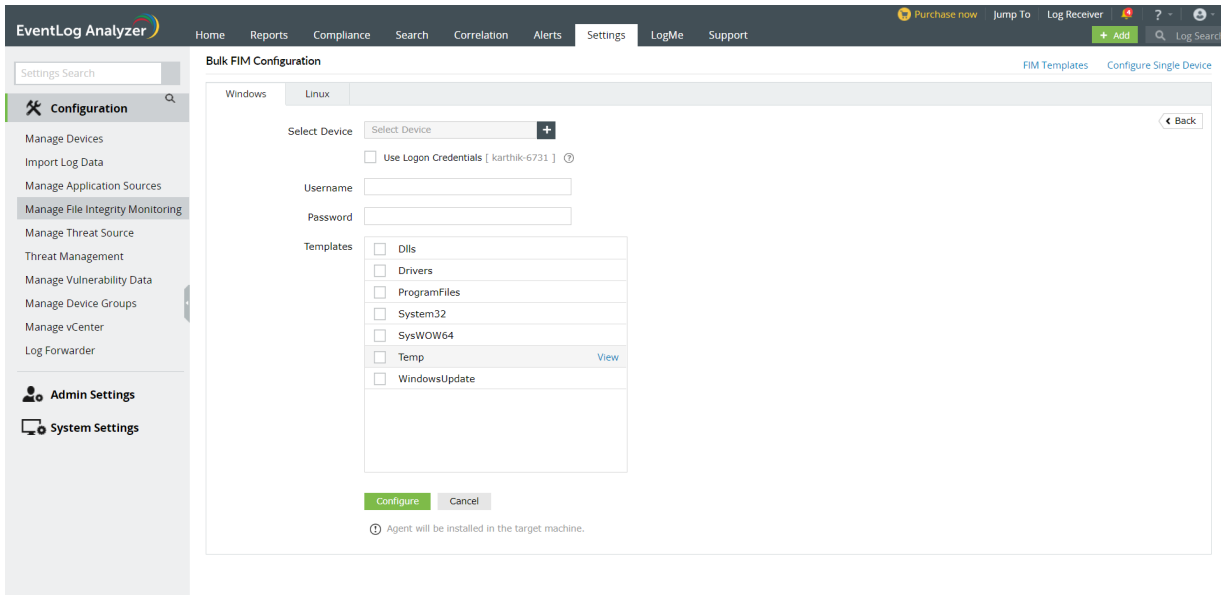 Purchase now Jump To Log Receiver 4 ?
EventLog Analyzer
Home Reports Compliance Search Correlation Alerts Settings LogMe Support
+ Add Log Search
Settings Search
Bulk FIM Configuration
FIM Templates Configure Single Device
Configuration
Manage Devices
Import Log Data
Manage Application Sources
Manage File Integrity Monitoring
Manage Threat Source
Threat Management
Manage Vulnerability Data
Manage Device Groups
Manage vCenter
Log Forwarder
Admin Settings
System Settings
Windows Linux
Back
Select Device Select Device +
Use Logon Credentials [ karthik-6731 ] ?
Username
Password
Templates
Dlls
Drivers
ProgramFiles
System32
SysWOW64
Temp View
WindowsUpdate
Configure Cancel
! Agent will be installed in the target machine.